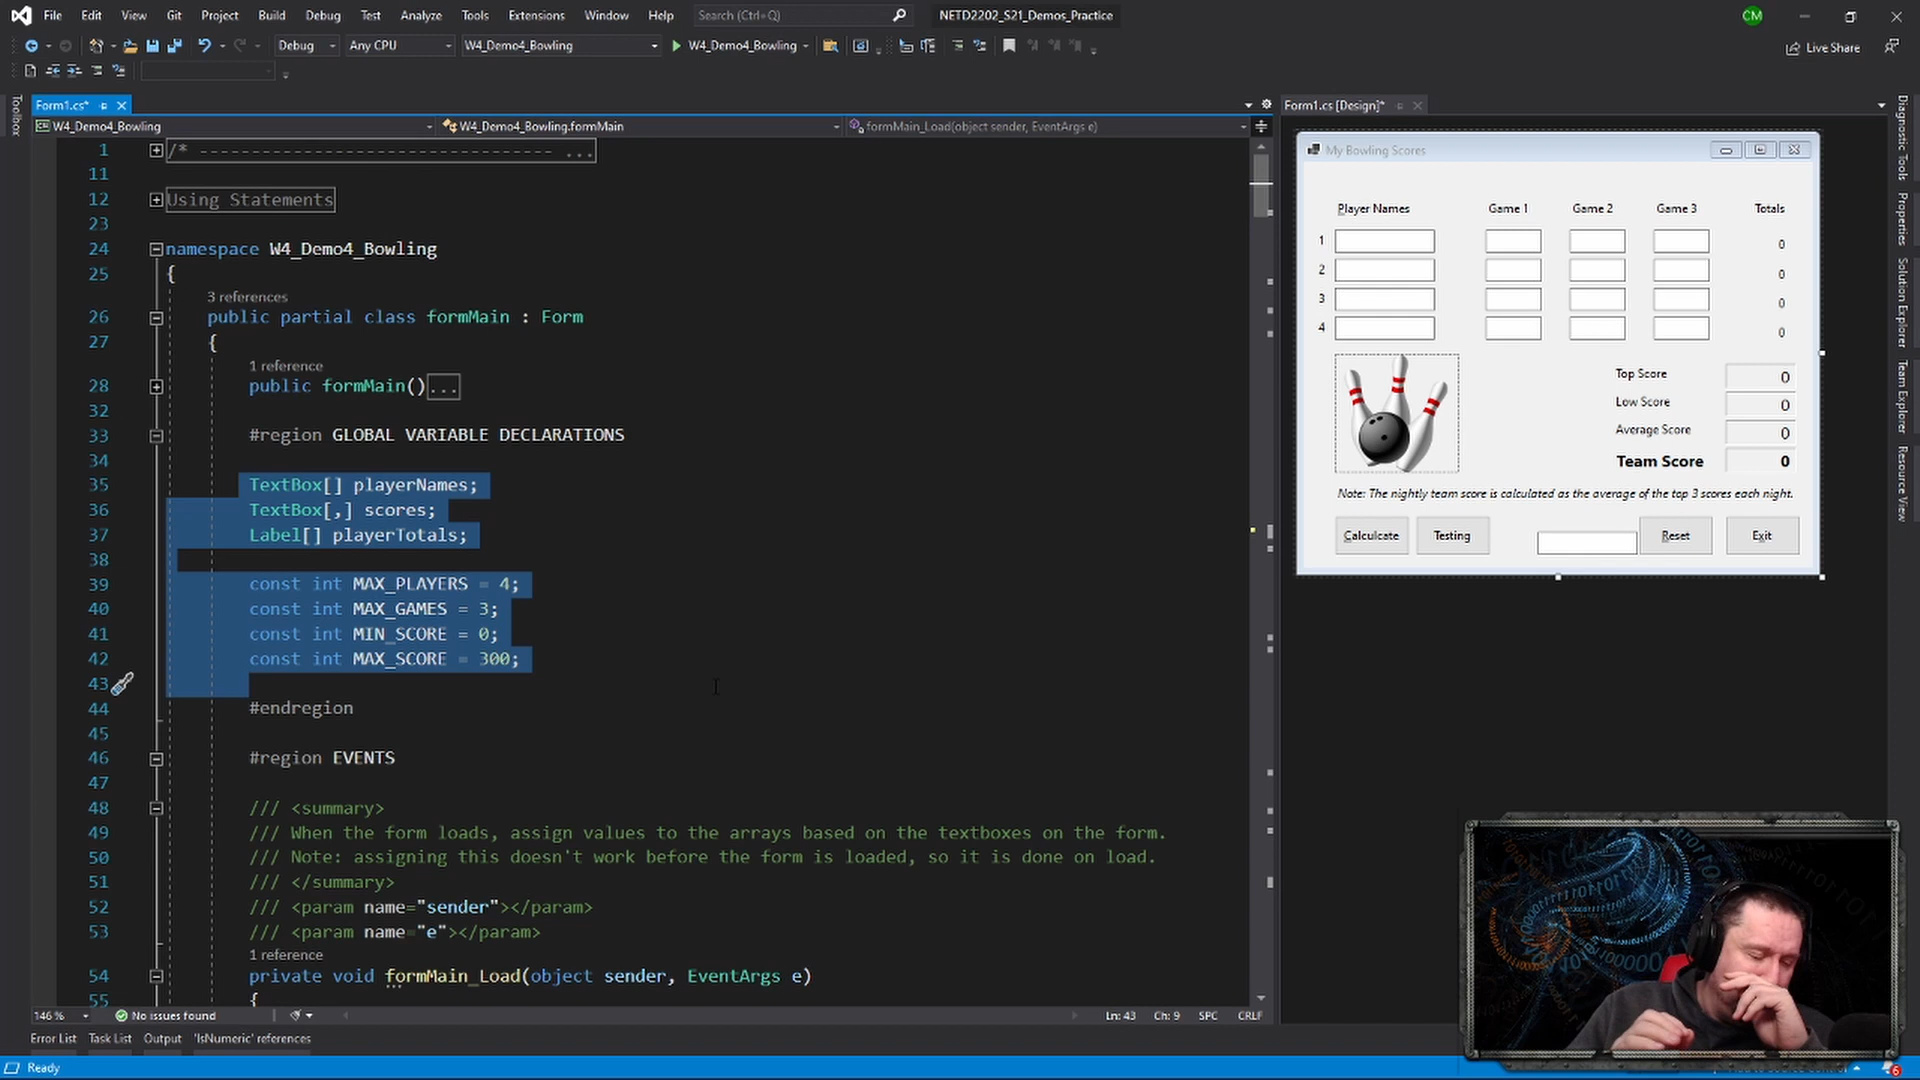 File Edit View Git Project Build Debug Test Analyze Tools Extensions Window Help Search (Ctrl+Q) NETD2202_S21_Demos_Practice CM
Debug Any CPU W4_Demo4_Bowling W4_Demo4_Bowling Live Share
Toolbox
Form1.cs*
W4_Demo4_Bowling W4_Demo4_Bowling.formMain formMain_Load(object sender, EventArgs e)
1 /* ---------------------------------- ...
11
12 Using Statements
23
24 namespace W4_Demo4_Bowling
25 {
3 references
26 public partial class formMain : Form
27 {
1 reference
28 public formMain()...
32
33 #region GLOBAL VARIABLE DECLARATIONS
34
35 TextBox[] playerNames;
36 TextBox[,] scores;
37 Label[] playerTotals;
38
39 const int MAX_PLAYERS = 4;
40 const int MAX_GAMES = 3;
41 const int MIN_SCORE = 0;
42 const int MAX_SCORE = 300;
43
44 #endregion
45
46 #region EVENTS
47
48 /// <summary>
49 /// When the form loads, assign values to the arrays based on the textboxes on the form.
50 /// Note: assigning this doesn't work before the form is loaded, so it is done on load.
51 /// </summary>
52 /// <param name="sender"></param>
53 /// <param name="e"></param>
1 reference
54 private void formMain_Load(object sender, EventArgs e)
55 {
146 % No issues found Ln: 43 Ch: 9 SPC CRLF
Error List Task List Output 'IsNumeric' references
Ready
Form1.cs [Design]*
My Bowling Scores
Player Names Game 1 Game 2 Game 3 Totals
1 0
2 0
3 0
4 0
Top Score 0
Low Score 0
Average Score 0
Team Score 0
Note: The nightly team score is calculated as the average of the top 3 scores each night.
Calculcate Testing Reset Exit
Diagnostic Tools
Properties
Solution Explorer
Team Explorer
Resource View
6